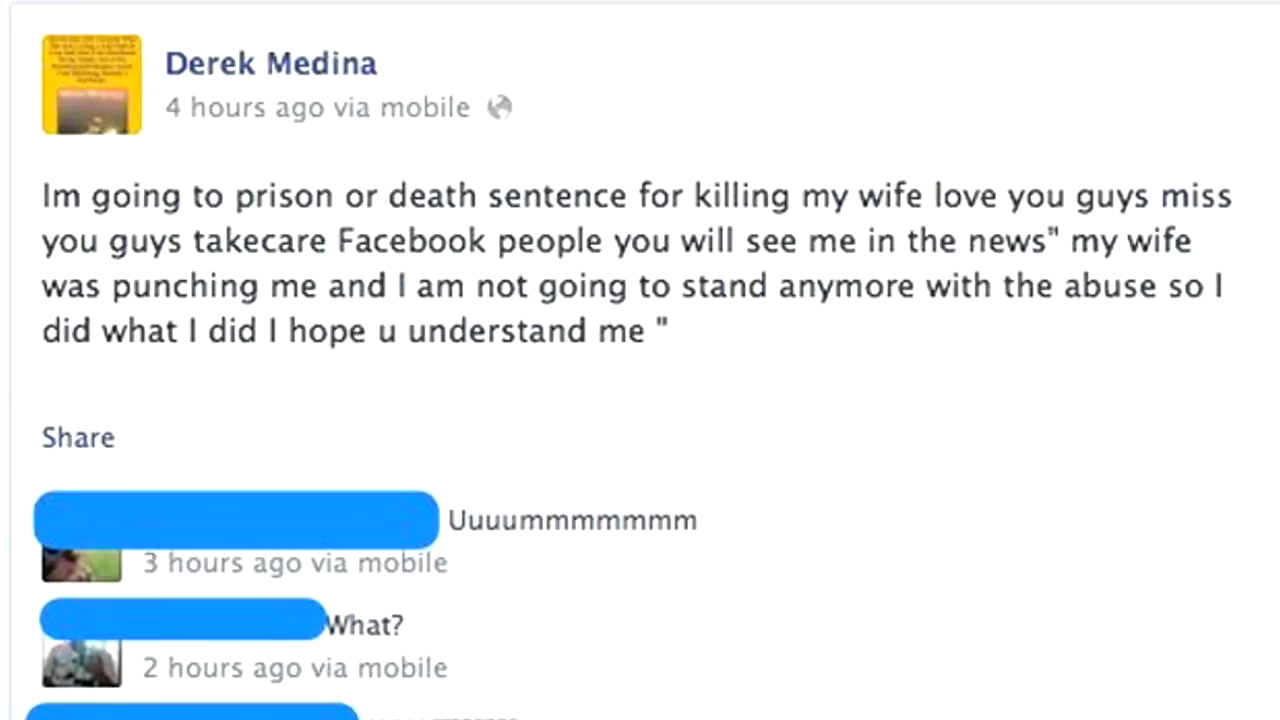 Derek Medina
4 hours ago via mobile
Im going to prison or death sentence for killing my wife love you guys miss
you guys takecare Facebook people you will see me in the news" my wife
was punching me and I am not going to stand anymore with the abuse so I
did what I did I hope u understand me "
Share
Uuuummmmmmm
3 hours ago via mobile
What?
2 hours ago via mobile